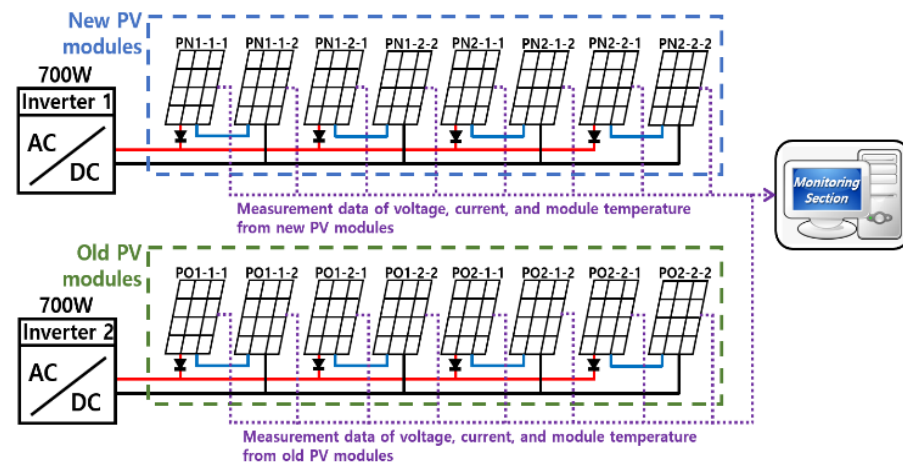 New PV
modules
PN1-1-1 PN1-1-2 PN1-2-1 PN1-2-2 PN2-1-1 PN2-1-2 PN2-2-1 PN2-2-2
700W
Inverter 1
AC
DC
Monitoring
Section
Measurement data of voltage, current, and module temperature
from new PV modules
Old PV
modules
PO1-1-1 PO1-1-2 PO1-2-1 PO1-2-2 PO2-1-1 PO2-1-2 PO2-2-1 PO2-2-2
700W
Inverter 2
AC
DC
Measurement data of voltage, current, and module temperature
from old PV modules